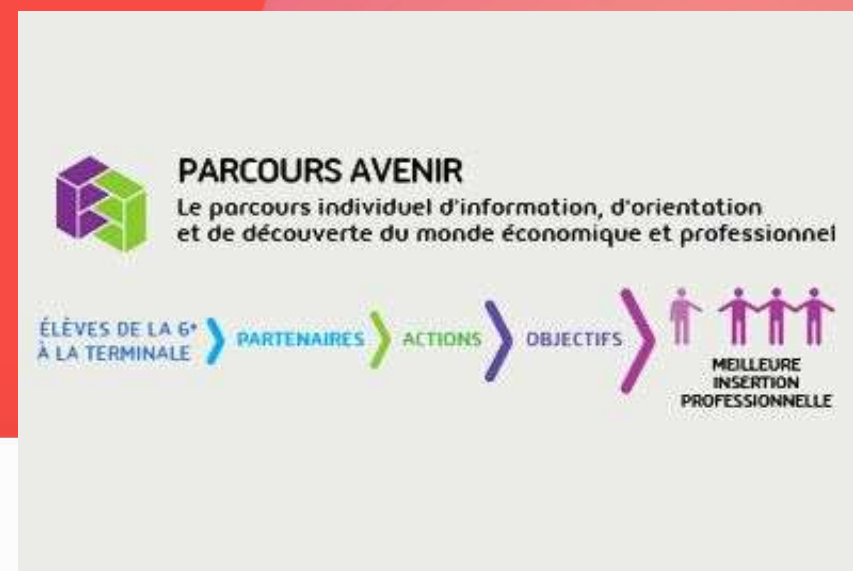 PARCOURS AVENIR
Le parcours individuel d'information, d'orientation
et de découverte du monde économique et professionnel
ÉLÈVES DE LA 6e
À LA TERMINALE
PARTENAIRES
ACTIONS
OBJECTIFS
MEILLEURE
INSERTION
PROFESSIONNELLE